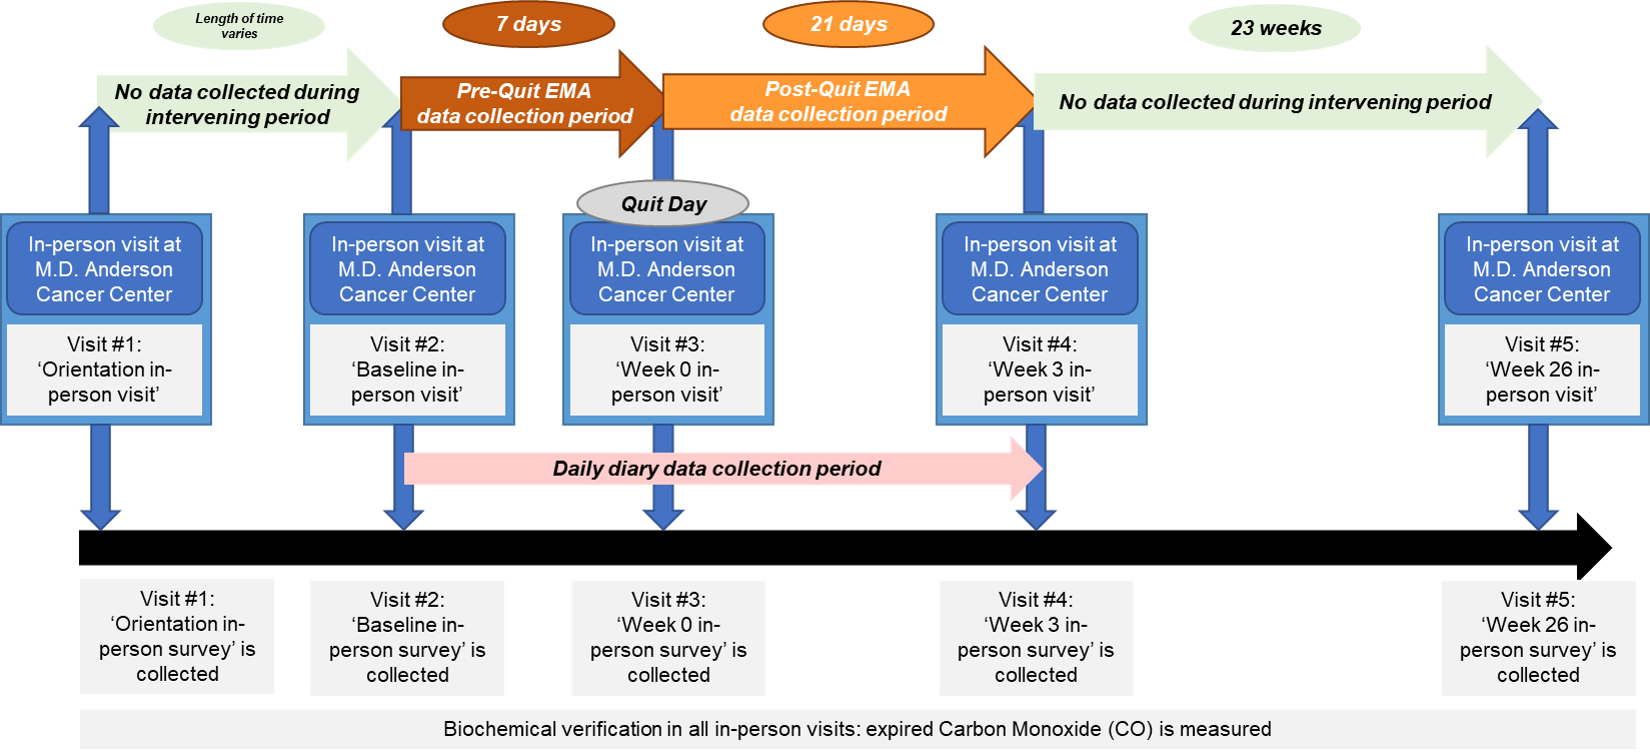 Length of time
varies
7 days
21 days
23 weeks
No data collected during
intervening period
Pre-Quit EMA
data collection period
Post-Quit EMA
data collection period
No data collected during intervening period
Quit Day
In-person visit at
M.D. Anderson
Cancer Center
In-person visit at
M.D. Anderson
Cancer Center
In-person visit at
M.D. Anderson
Cancer Center
In-person visit at
M.D. Anderson
Cancer Center
In-person visit at
M.D. Anderson
Cancer Center
Visit #1:
‘Orientation in-
person visit’
Visit #2:
‘Baseline in-
person visit’
Visit #3:
‘Week 0 in-
person visit’
Visit #4:
‘Week 3 in-
person visit’
Visit #5:
‘Week 26 in-
person visit’
Daily diary data collection period
Visit #1:
‘Orientation in-
person survey’ is
collected
Visit #2:
‘Baseline in-
person survey’ is
collected
Visit #3:
‘Week 0 in-
person survey’ is
collected
Visit #4:
‘Week 3 in-
person survey’ is
collected
Visit #5:
‘Week 26 in-
person survey’ is
collected
Biochemical verification in all in-person visits: expired Carbon Monoxide (CO) is measured